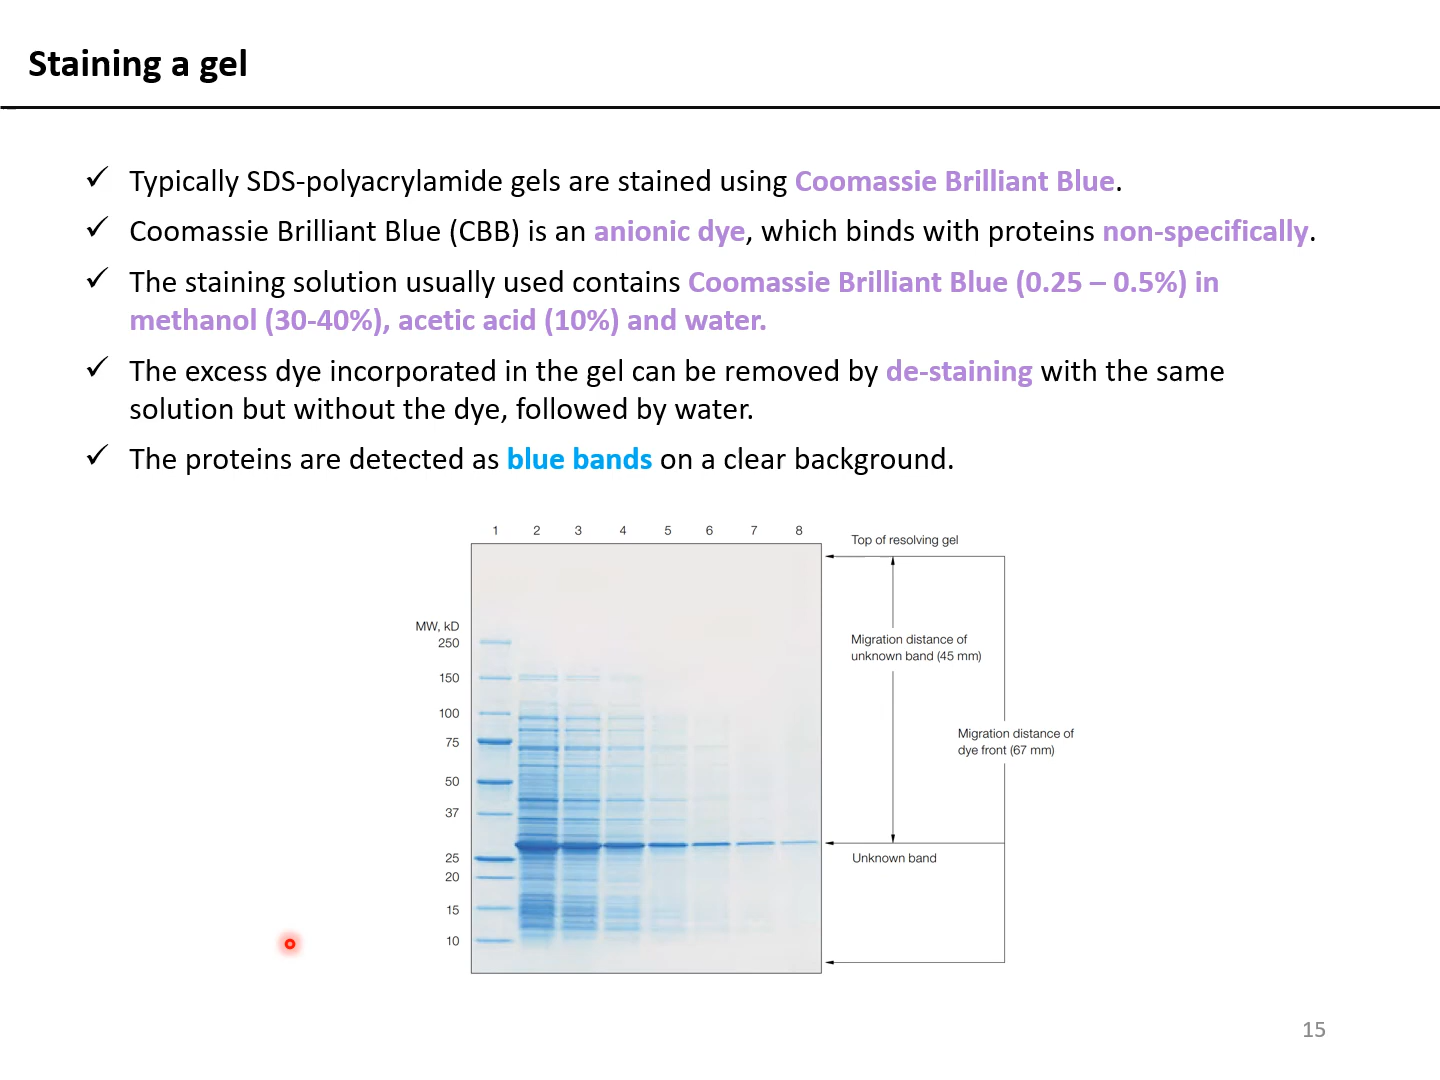 Staining a gel
✓ Typically SDS-polyacrylamide gels are stained using Coomassie Brilliant Blue.
✓ Coomassie Brilliant Blue (CBB) is an anionic dye, which binds with proteins non-specifically.
✓ The staining solution usually used contains Coomassie Brilliant Blue (0.25 – 0.5%) in
methanol (30-40%), acetic acid (10%) and water.
✓ The excess dye incorporated in the gel can be removed by de-staining with the same
solution but without the dye, followed by water.
✓ The proteins are detected as blue bands on a clear background.
1 2 3 4 5 6 7 8
Top of resolving gel
MW, kD
250
150
100
75
50
37
25
20
15
10
Migration distance of
unknown band (45 mm)
Migration distance of
dye front (67 mm)
Unknown band
15